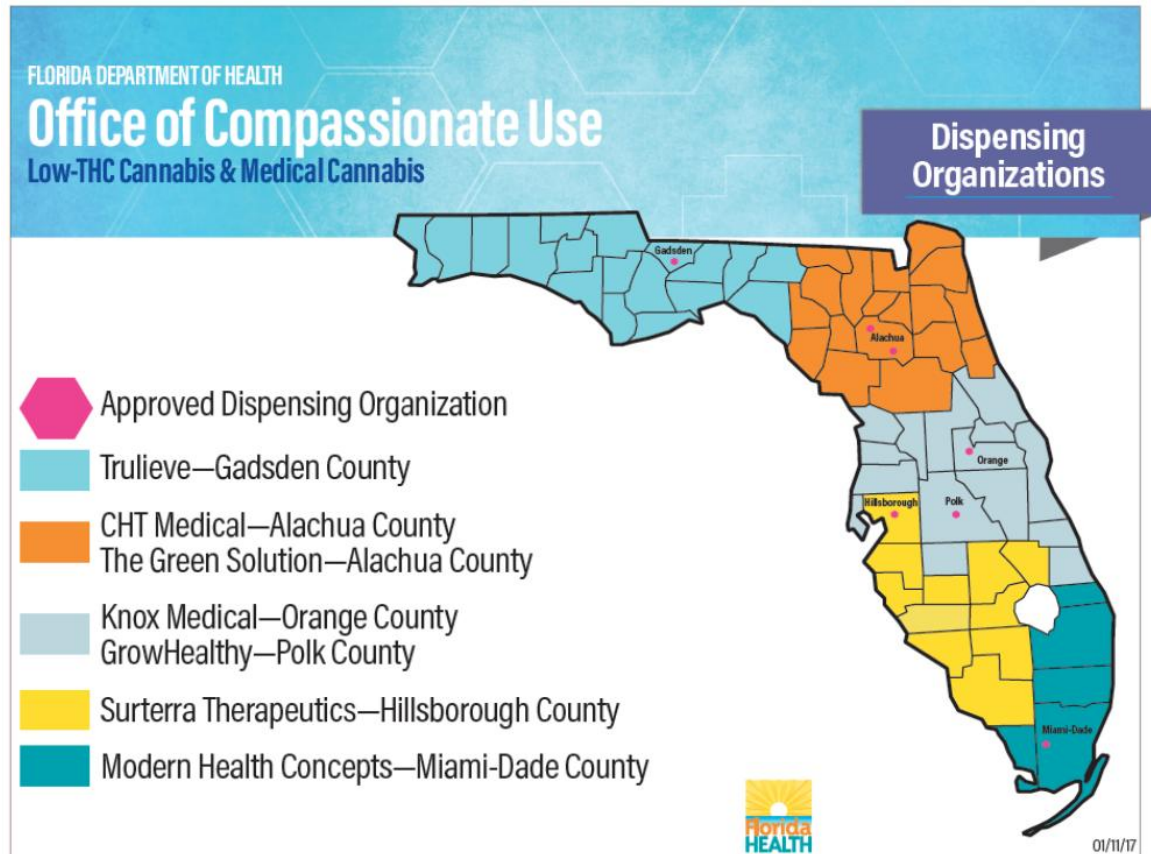 FLORIDA DEPARTMENT OF HEALTH
Office of Compassionate Use
Low-THC Cannabis & Medical Cannabis
Dispensing
Organizations
Gadsden
Alachua
Orange
Hillsborough
Polk
Miami-Dade
Approved Dispensing Organization
Trulieve—Gadsden County
CHT Medical—Alachua County
The Green Solution—Alachua County
Knox Medical—Orange County
GrowHealthy—Polk County
Surterra Therapeutics—Hillsborough County
Modern Health Concepts—Miami-Dade County
Florida
HEALTH
01/11/17